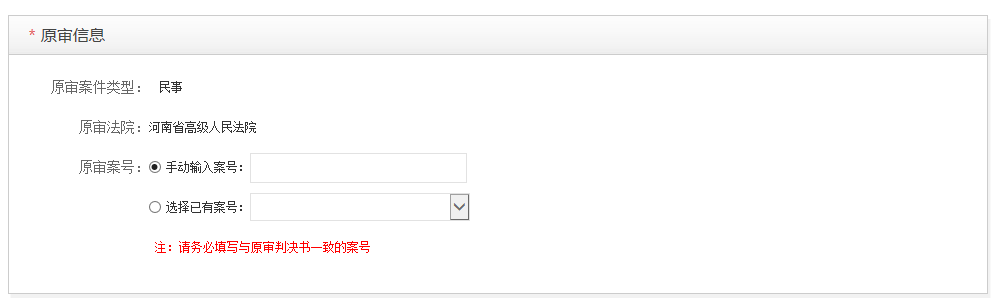 * 原审信息
原审案件类型： 民事
原审法院：河南省高级人民法院
原审案号：手动输入案号：
选择已有案号：
注：请务必填写与原审判决书一致的案号